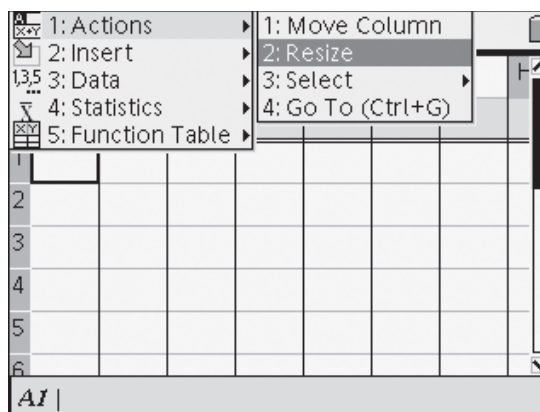 1: Actions
2: Insert
3: Data
4: Statistics
5: Function Table
1: Move Column
2: Resize
3: Select
4: Go To (Ctrl+G)
A
X+Y
1,3,5
...
x̄
XY
H
1
2
3
4
5
6
A1